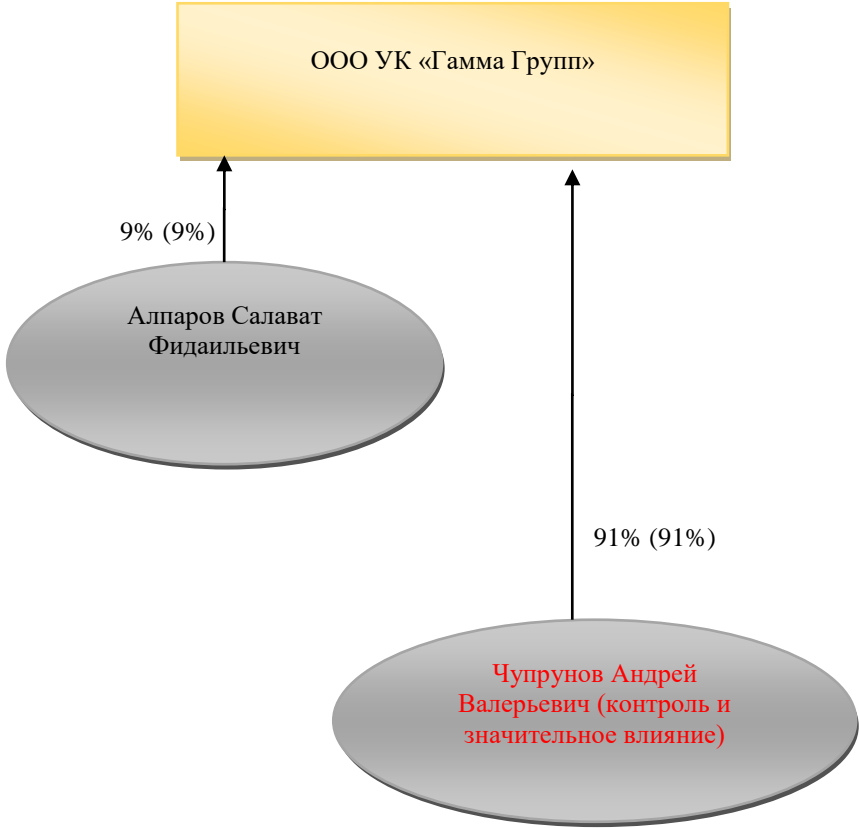 ООО УК «Гамма Групп»
9% (9%)
Алпаров Салават
Фидаильевич
91% (91%)
Чупрунов Андрей
Валерьевич (контроль и
значительное влияние)